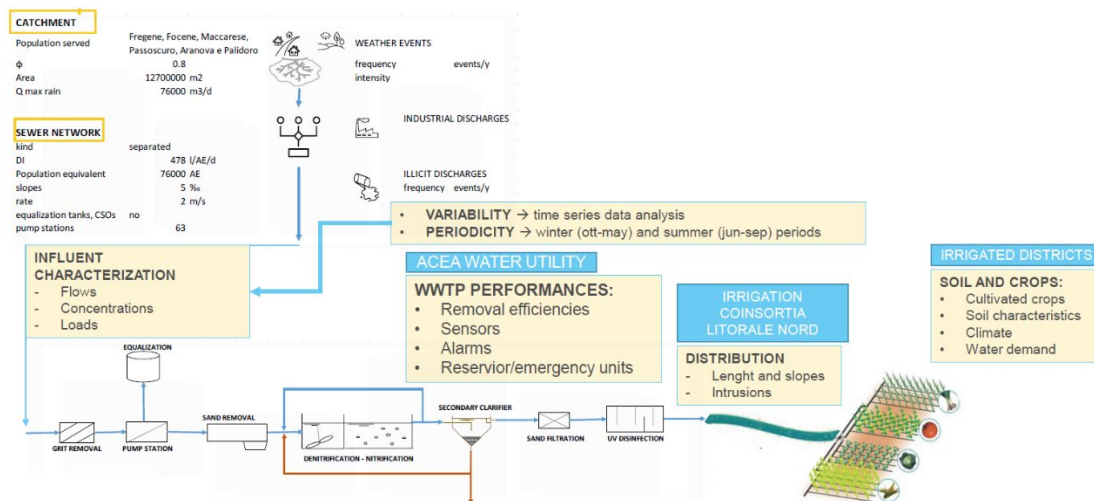 CATCHMENT
Population served Fregene, Focene, Maccarese,
Passoscuro, Aranova e Palidoro
ϕ 0.8
Area 12700000 m2
Q max rain 76000 m3/d
SEWER NETWORK
kind separated
DI 478 l/AE/d
Population equivalent 76000 AE
slopes 5 ‰
rate 2 m/s
equalization tanks, CSOs no
pump stations 63
WEATHER EVENTS
frequency events/y
intensity
INDUSTRIAL DISCHARGES
ILLICIT DISCHARGES
frequency events/y
• VARIABILITY → time series data analysis
• PERIODICITY → winter (ott-may) and summer (jun-sep) periods
INFLUENT
CHARACTERIZATION
- Flows
- Concentrations
- Loads
ACEA WATER UTILITY
WWTP PERFORMANCES:
• Removal efficiencies
• Sensors
• Alarms
• Reservior/emergency units
IRRIGATION
COINSORTIA
LITORALE NORD
DISTRIBUTION
- Lenght and slopes
- Intrusions
IRRIGATED DISTRICTS
SOIL AND CROPS:
• Cultivated crops
• Soil characteristics
• Climate
• Water demand
EQUALIZATION
GRIT REMOVAL
PUMP STATION
SAND REMOVAL
DENITRIFICATION - NITRIFICATION
SECONDARY CLARIFIER
SAND FILTRATION
UV DISINFECTION